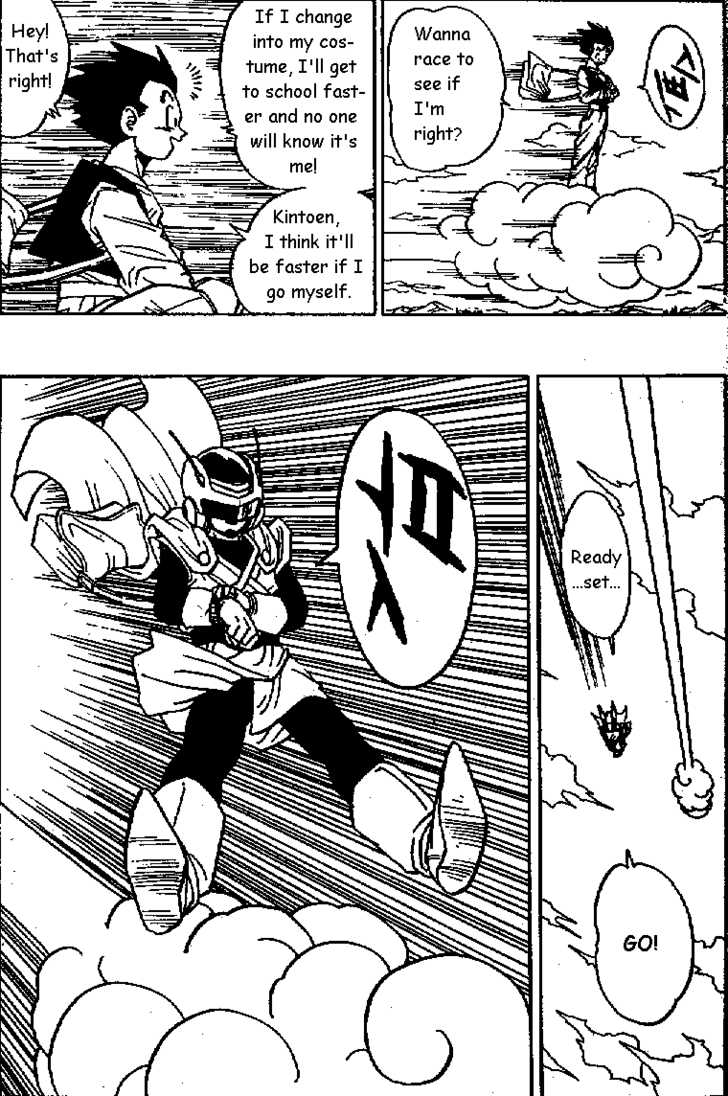 Hey!
That's
right!
If I change
into my cos-
tume, I'll get
to school fast-
er and no one
will know it's
me!
Kintoen,
I think it'll
be faster if I
go myself.
Wanna
race to
see if
I'm
right?
Ready
...set...
GO!